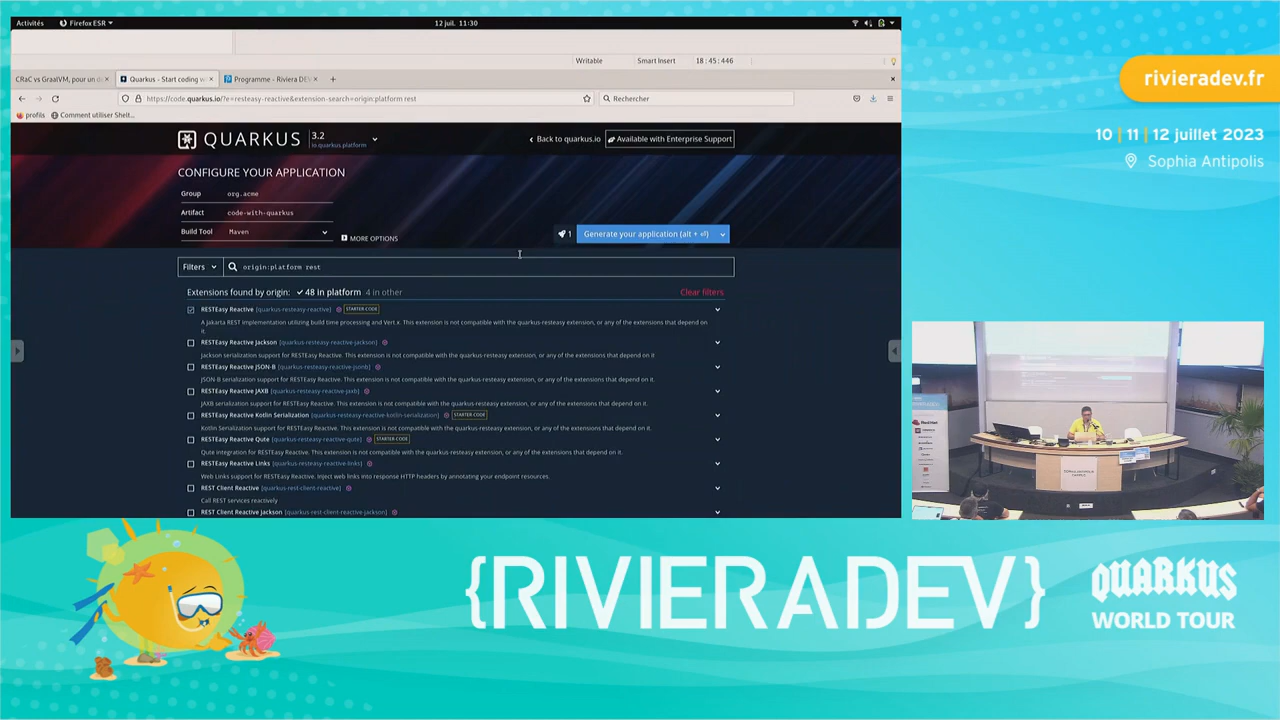 Activités
Firefox ESR
12 juil. 11:30
Writable
Smart Insert
18 : 45 : 446
CRaC vs GraalVM, pour un d
Quarkus - Start coding w
Programme - Riviera DE
https://code.quarkus.io/?e=resteasy-reactive&extension-search=origin:platform rest
Rechercher
profils
Comment utiliser Shell...
QUARKUS
3.2
io.quarkus.platform
Back to quarkus.io
Available with Enterprise Support
CONFIGURE YOUR APPLICATION
Group
org.acme
Artifact
code-with-quarkus
Build Tool
Maven
MORE OPTIONS
1
Generate your application (alt + ⏎)
Filters
origin:platform rest
Extensions found by origin: 48 in platform 4 in other
Clear filters
RESTEasy Reactive [quarkus-resteasy-reactive] STARTER-CODE
A Jakarta REST implementation utilizing build time processing and Vert.x. This extension is not compatible with the quarkus-resteasy extension, or any of the extensions that depend on
it.
RESTEasy Reactive Jackson [quarkus-resteasy-reactive-jackson]
Jackson serialization support for RESTEasy Reactive. This extension is not compatible with the quarkus-resteasy extension, or any of the extensions that depend on it
RESTEasy Reactive JSON-B [quarkus-resteasy-reactive-jsonb]
JSON-B serialization support for RESTEasy Reactive. This extension is not compatible with the quarkus-resteasy extension, or any of the extensions that depend on it.
RESTEasy Reactive JAXB [quarkus-resteasy-reactive-jaxb]
JAXB serialization support for RESTEasy Reactive. This extension is not compatible with the quarkus-resteasy extension, or any of the extensions that depend on it.
RESTEasy Reactive Kotlin Serialization [quarkus-resteasy-reactive-kotlin-serialization] STARTER-CODE
Kotlin Serialization support for RESTEasy Reactive. This extension is not compatible with the quarkus-resteasy extension, or any of the extensions that depend on it.
RESTEasy Reactive Qute [quarkus-resteasy-reactive-qute] STARTER-CODE
Qute integration for RESTEasy Reactive. This extension is not compatible with the quarkus-resteasy extension, or any of the extensions that depend on it.
RESTEasy Reactive Links [quarkus-resteasy-reactive-links]
Web Links support for RESTEasy Reactive. Inject web links into response HTTP headers by annotating your endpoint resources.
REST Client Reactive [quarkus-rest-client-reactive]
Call REST services reactively
REST Client Reactive Jackson [quarkus-rest-client-reactive-jackson]
rivieradev.fr
10 | 11 | 12 juillet 2023
Sophia Antipolis
Red Hat
{RIVIERADEV}
QUARKUS
WORLD TOUR